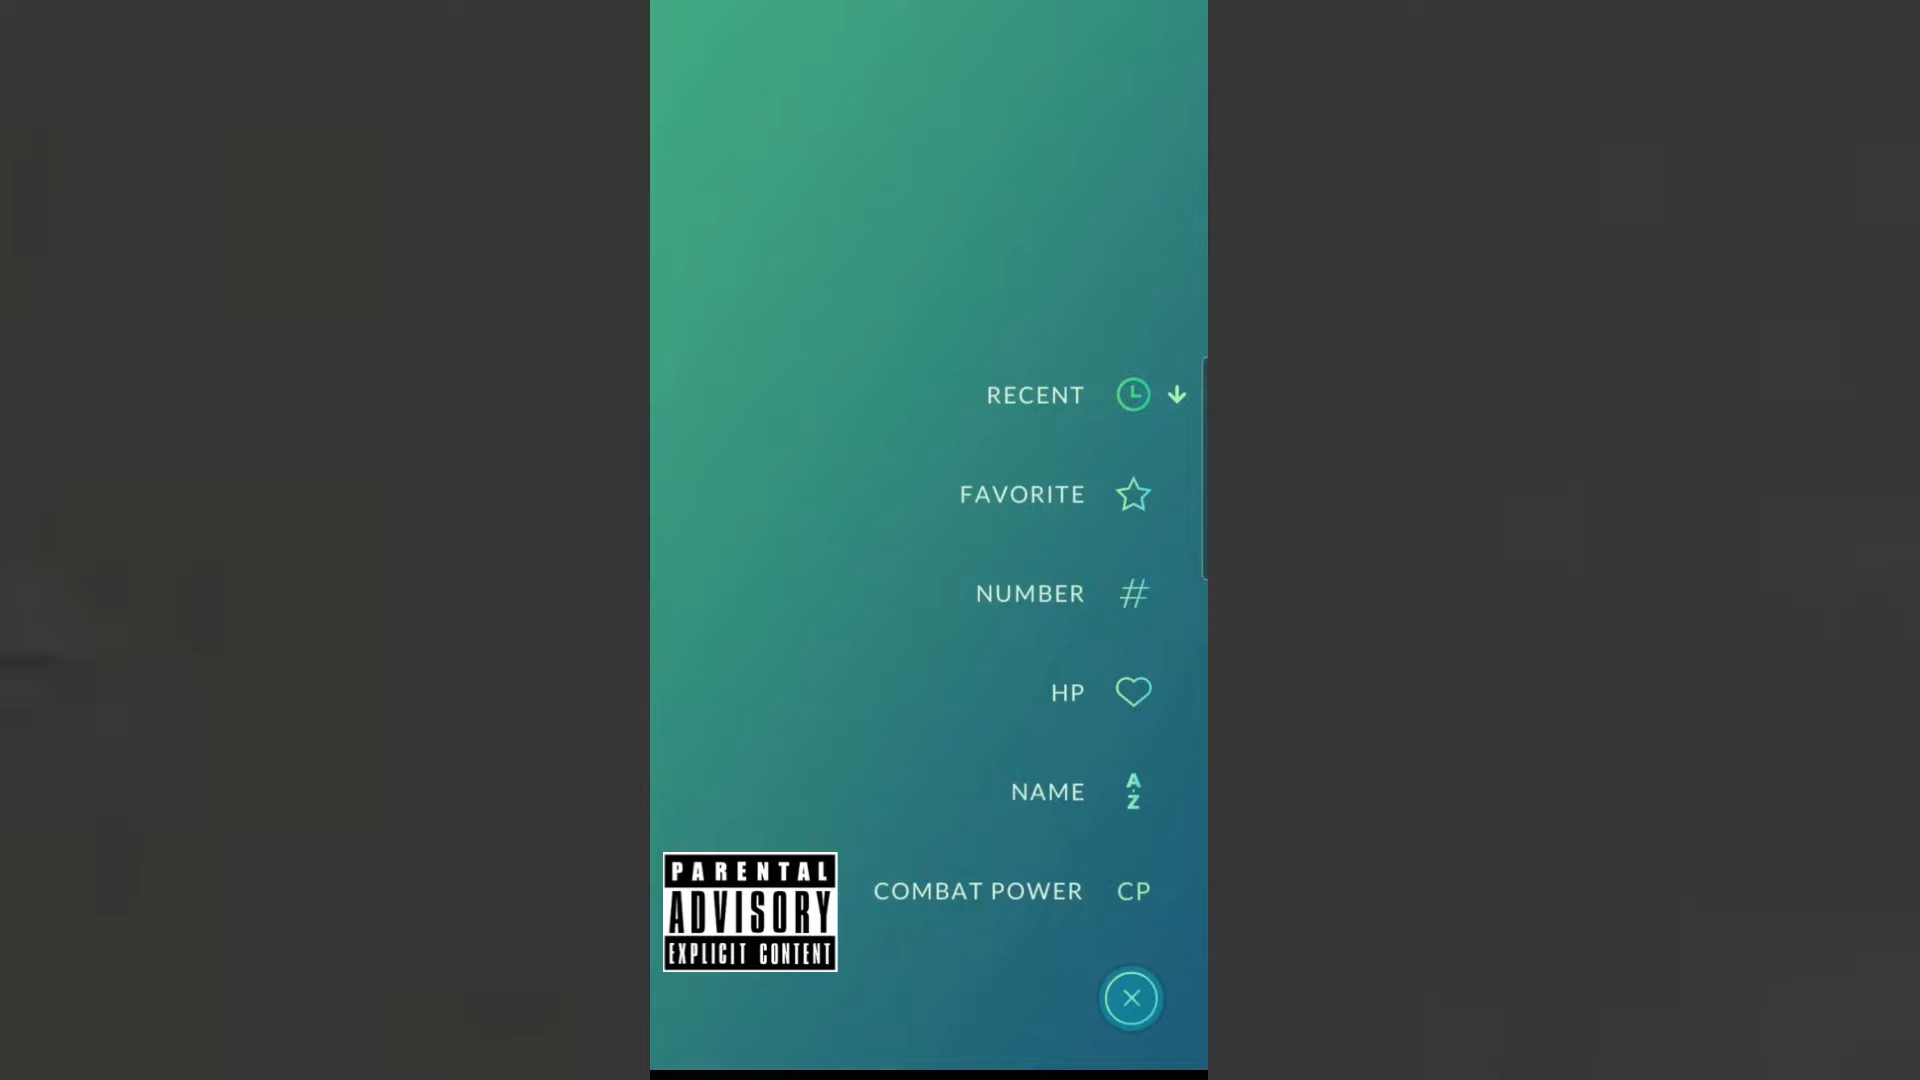 RECENT
FAVORITE
NUMBER #
HP
NAME A-Z
COMBAT POWER CP
PARENTAL
ADVISORY
EXPLICIT CONTENT